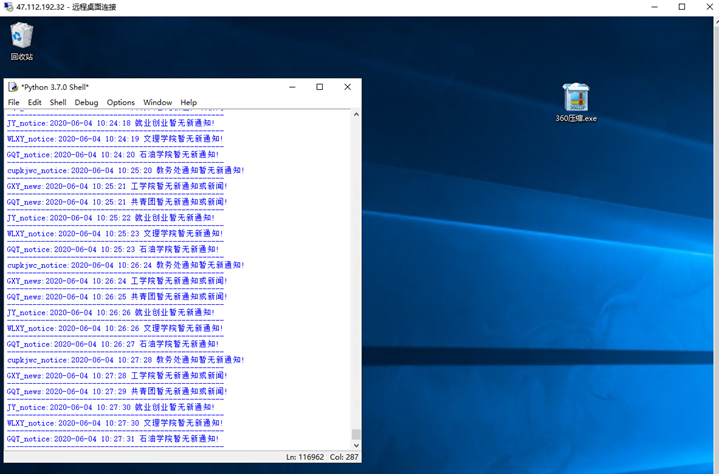 47.112.192.32 - 远程桌面连接
回收站
360压缩.exe
*Python 3.7.0 Shell*
File Edit Shell Debug Options Window Help
JY_notice:2020-06-04 10:24:18 就业创业暂无新通知!
WLXY_notice:2020-06-04 10:24:19 文理学院暂无新通知!
GQT_notice:2020-06-04 10:24:20 石油学院暂无新通知!
cupkjwc_notice:2020-06-04 10:25:20 教务处通知暂无新通知!
GXY_news:2020-06-04 10:25:21 工学院暂无新通知或新闻!
GQT_news:2020-06-04 10:25:21 共青团暂无新通知或新闻!
JY_notice:2020-06-04 10:25:22 就业创业暂无新通知!
WLXY_notice:2020-06-04 10:25:23 文理学院暂无新通知!
GQT_notice:2020-06-04 10:25:23 石油学院暂无新通知!
cupkjwc_notice:2020-06-04 10:26:24 教务处通知暂无新通知!
GXY_news:2020-06-04 10:26:24 工学院暂无新通知或新闻!
GQT_news:2020-06-04 10:26:25 共青团暂无新通知或新闻!
JY_notice:2020-06-04 10:26:26 就业创业暂无新通知!
WLXY_notice:2020-06-04 10:26:26 文理学院暂无新通知!
GQT_notice:2020-06-04 10:26:27 石油学院暂无新通知!
cupkjwc_notice:2020-06-04 10:27:28 教务处通知暂无新通知!
GXY_news:2020-06-04 10:27:28 工学院暂无新通知或新闻!
GQT_news:2020-06-04 10:27:29 共青团暂无新通知或新闻!
JY_notice:2020-06-04 10:27:30 就业创业暂无新通知!
WLXY_notice:2020-06-04 10:27:30 文理学院暂无新通知!
GQT_notice:2020-06-04 10:27:31 石油学院暂无新通知!
Ln: 116962 Col: 287